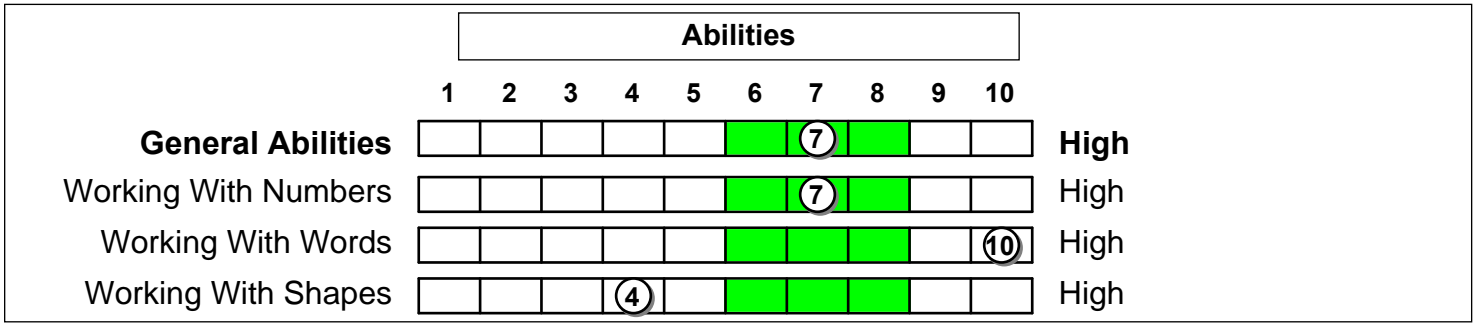 Abilities
1 2 3 4 5 6 7 8 9 10
General Abilities 7 High
Working With Numbers 7 High
Working With Words 10 High
Working With Shapes 4 High